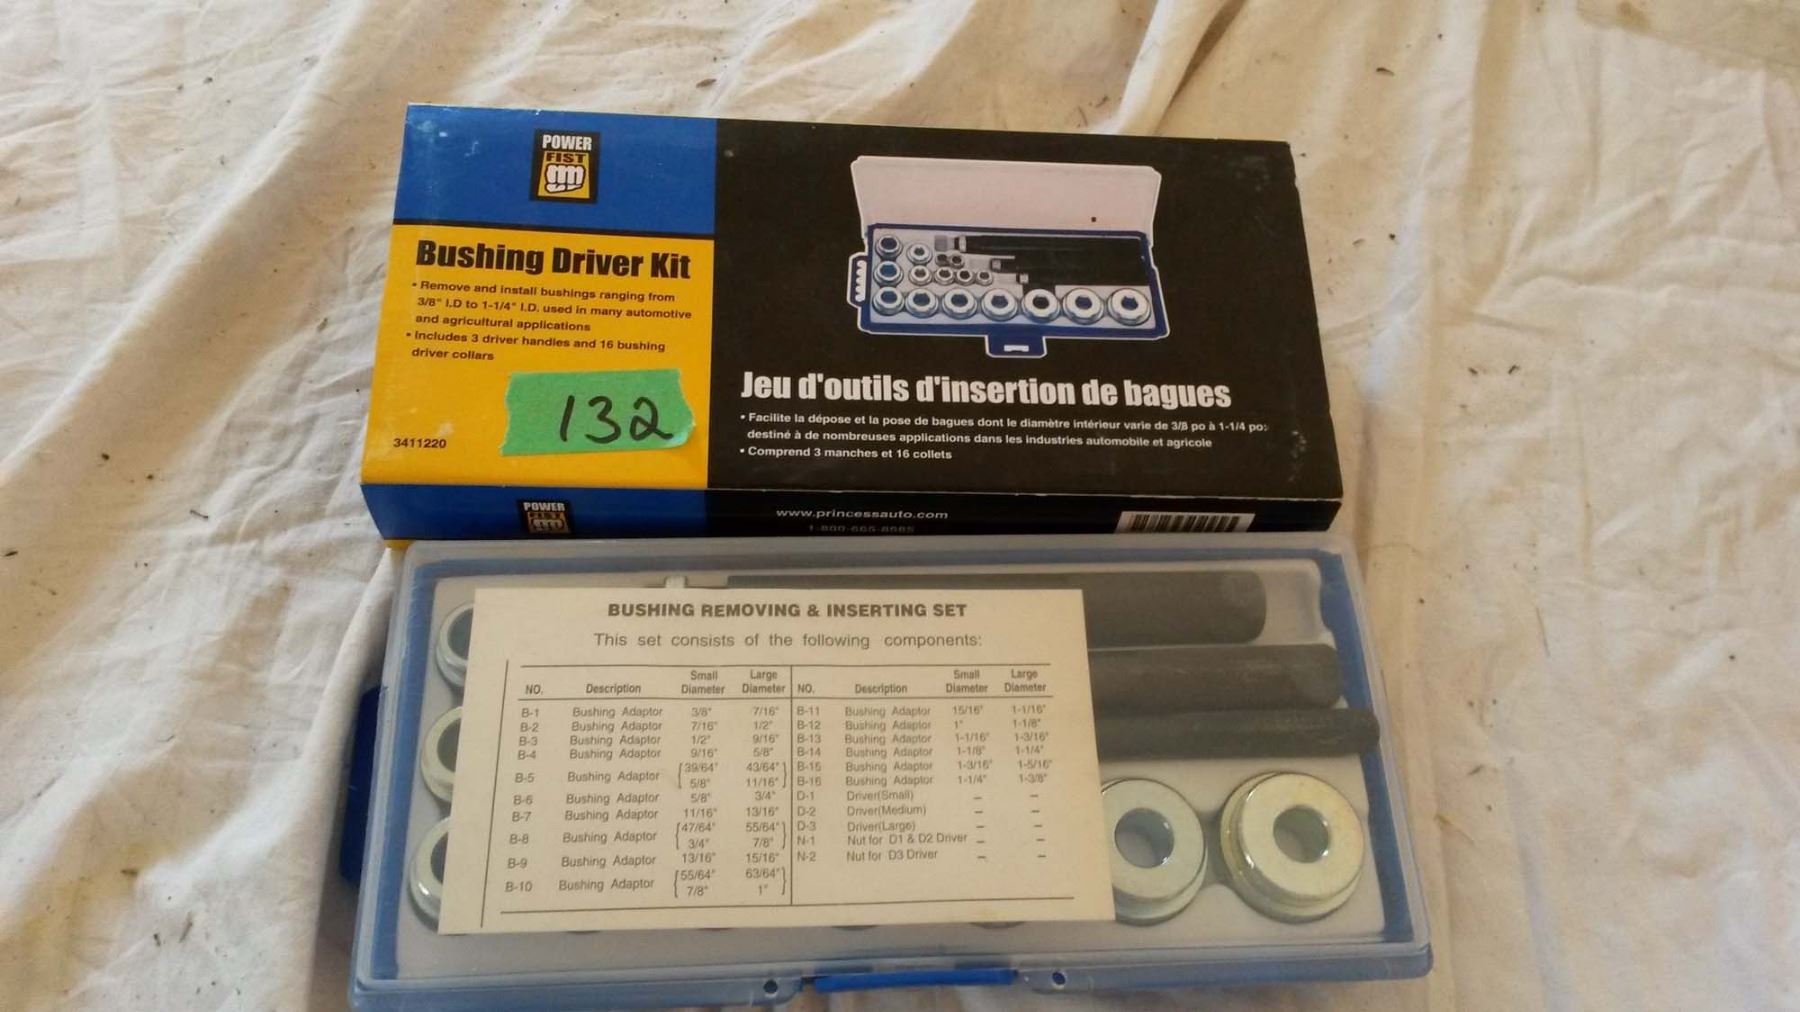 POWER
FIST
Bushing Driver Kit
• Remove and install bushings ranging from
3/8" I.D to 1-1/4" I.D. used in many automotive
and agricultural applications
• Includes 3 driver handles and 16 bushing
driver collars
132
3411220
Jeu d'outils d'insertion de bagues
• Facilite la dépose et la pose de bagues dont le diamètre intérieur varie de 3/8 po à 1-1/4 po:
destiné à de nombreuses applications dans les industries automobile et agricole
• Comprend 3 manches et 16 collets
POWER
FIST
www.princessauto.com
1-800-665-8685
BUSHING REMOVING & INSERTING SET
This set consists of the following components:
NO. Description Small Diameter Large Diameter NO. Description Small Diameter Large Diameter
B-1 Bushing Adaptor 3/8" 7/16" B-11 Bushing Adaptor 15/16" 1-1/16"
B-2 Bushing Adaptor 7/16" 1/2" B-12 Bushing Adaptor 1" 1-1/8"
B-3 Bushing Adaptor 1/2" 9/16" B-13 Bushing Adaptor 1-1/16" 1-3/16"
B-4 Bushing Adaptor 9/16" 5/8" B-14 Bushing Adaptor 1-1/8" 1-1/4"
B-5 Bushing Adaptor 39/64" 43/64" B-15 Bushing Adaptor 1-3/16" 1-5/16"
5/8" 11/16" B-16 Bushing Adaptor 1-1/4" 1-3/8"
B-6 Bushing Adaptor 5/8" 3/4" D-1 Driver(Small) – –
B-7 Bushing Adaptor 11/16" 13/16" D-2 Driver(Medium) – –
B-8 Bushing Adaptor 47/64" 55/64" D-3 Driver(Large) – –
3/4" 7/8" N-1 Nut for D1 & D2 Driver – –
B-9 Bushing Adaptor 13/16" 15/16" N-2 Nut for D3 Driver – –
B-10 Bushing Adaptor 55/64" 63/64"
7/8" 1"